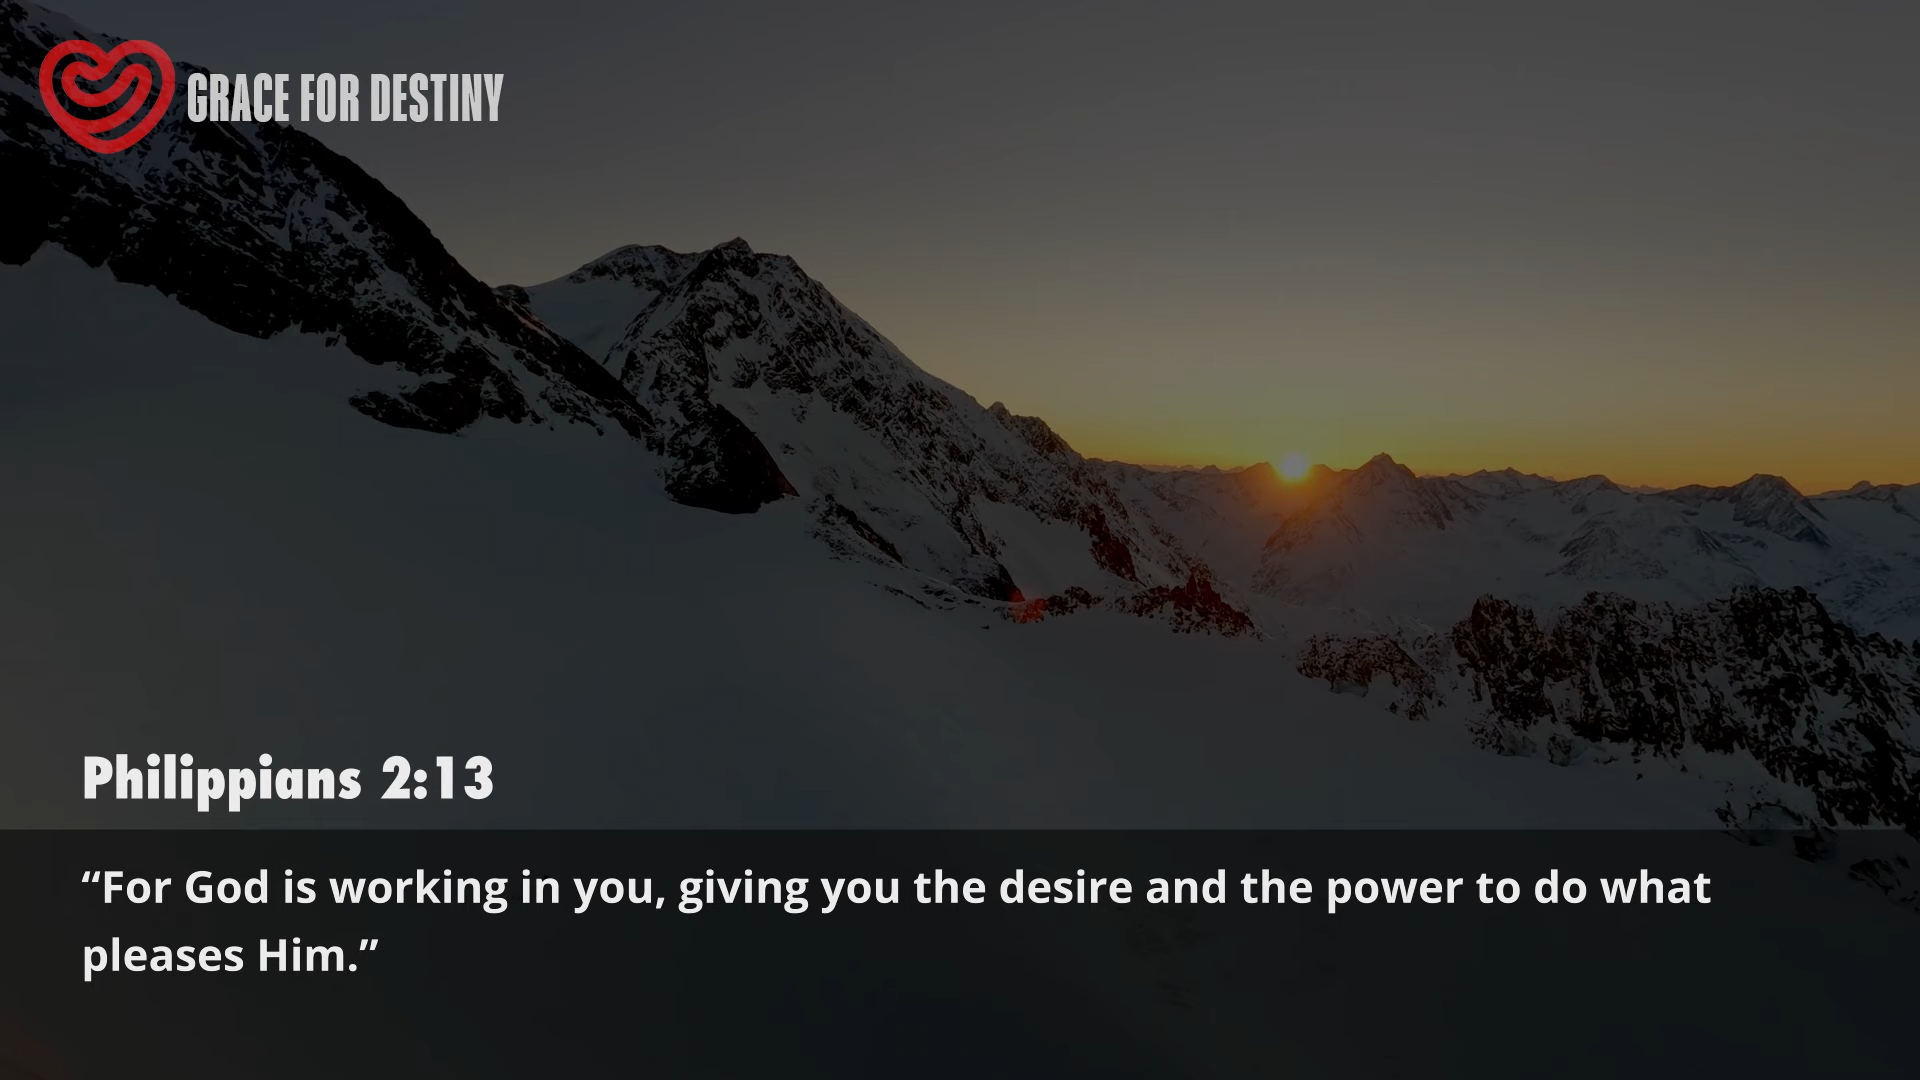 GRACE FOR DESTINY
Philippians 2:13
“For God is working in you, giving you the desire and the power to do what
pleases Him.”